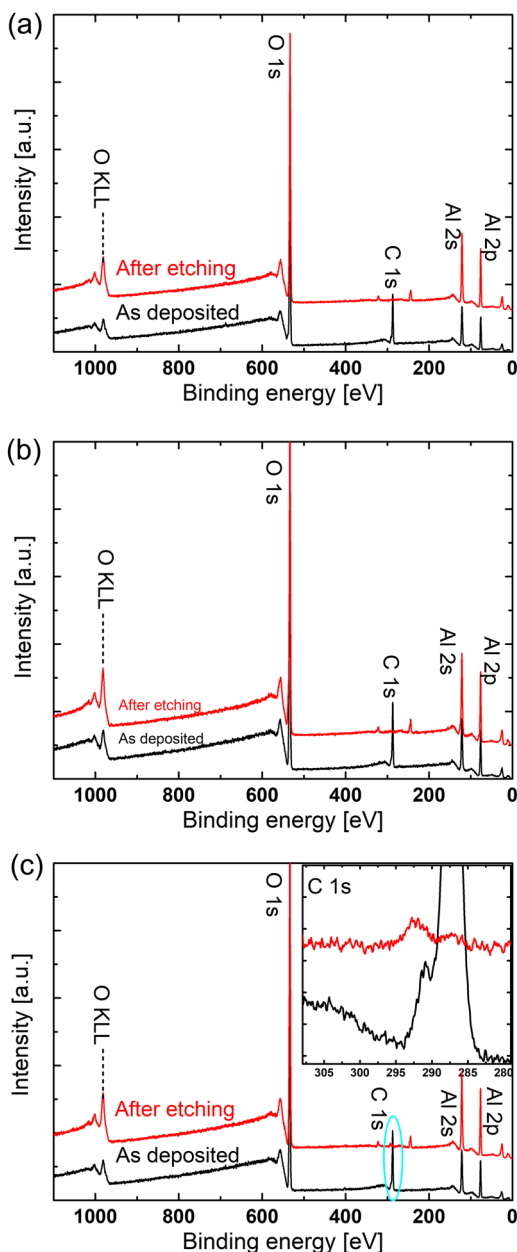 (a)
O 1s
O KLL
C 1s
Al 2s
Al 2p
After etching
As deposited
Intensity [a.u.]
1000 800 600 400 200 0
Binding energy [eV]
(b)
O 1s
O KLL
C 1s
Al 2s
Al 2p
After etching
As deposited
Intensity [a.u.]
1000 800 600 400 200 0
Binding energy [eV]
(c)
C 1s
O 1s
305 300 295 290 285 280
O KLL
C 1s
Al 2s
Al 2p
After etching
As deposited
Intensity [a.u.]
1000 800 600 400 200 0
Binding energy [eV]